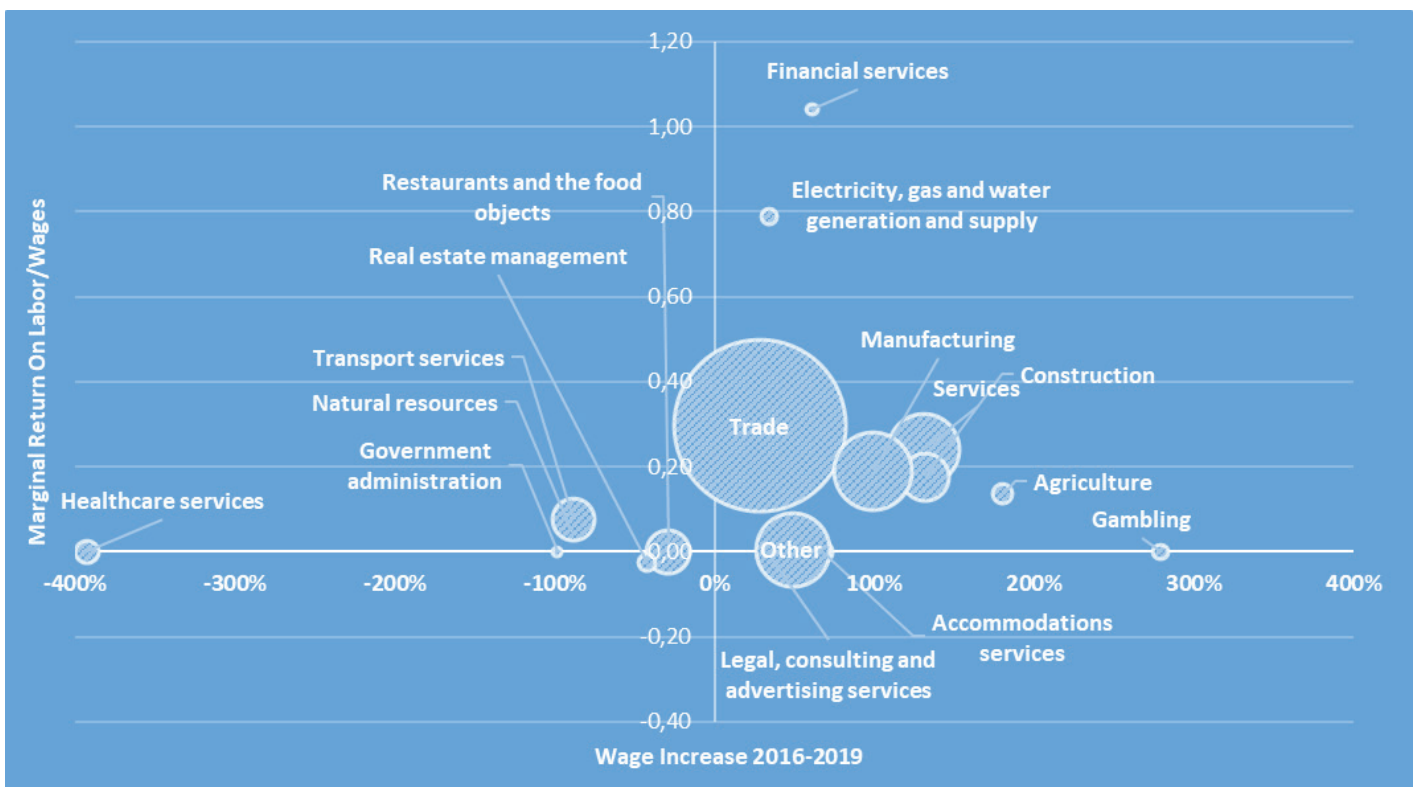 1,20
Financial services
1,00
Restaurants and the food
objects
Electricity, gas and water
generation and supply
0,80
Real estate management
0,60
Marginal Return On Labor/Wages
Manufacturing
Transport services
Construction
0,40
Services
Natural resources
Trade
Government
administration
0,20
Agriculture
Healthcare services
Gambling
0,00
Other
-400%
-300%
-200%
-100%
0%
100%
200%
300%
400%
Accommodations
services
-0,20
Legal, consulting and
advertising services
-0,40
Wage Increase 2016-2019